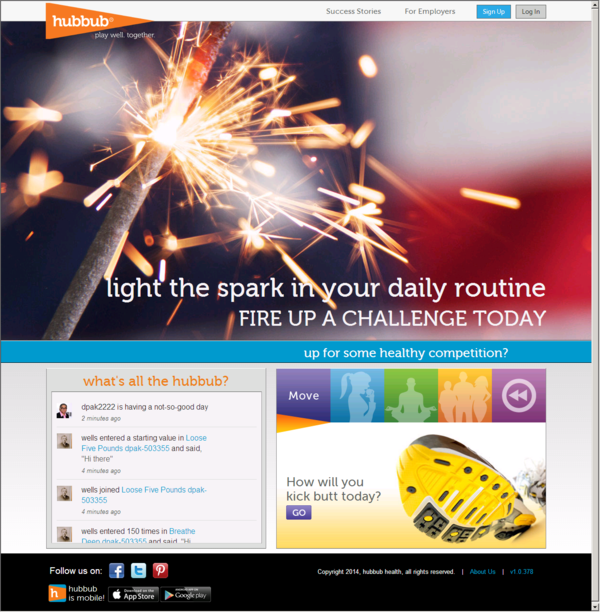 hubbub®
play well. together.
Success Stories
For Employers
Sign Up
Log In
light the spark in your daily routine
FIRE UP A CHALLENGE TODAY
up for some healthy competition?
what's all the hubbub?
dpak2222 is having a not-so-good day
2 minutes ago
wells entered a starting value in Loose
Five Pounds dpak-503355 and said,
"Hi there"
4 minutes ago
wells joined Loose Five Pounds dpak-
503355
4 minutes ago
wells entered 150 times in Breathe
Deep dpak-503355 and said, "Hi
Move
How will you
kick butt today?
GO
Follow us on:
Copyright 2014, hubbub health, all rights reserved. | About Us | v1.0.378
hubbub
is mobile!
App Store
Google play